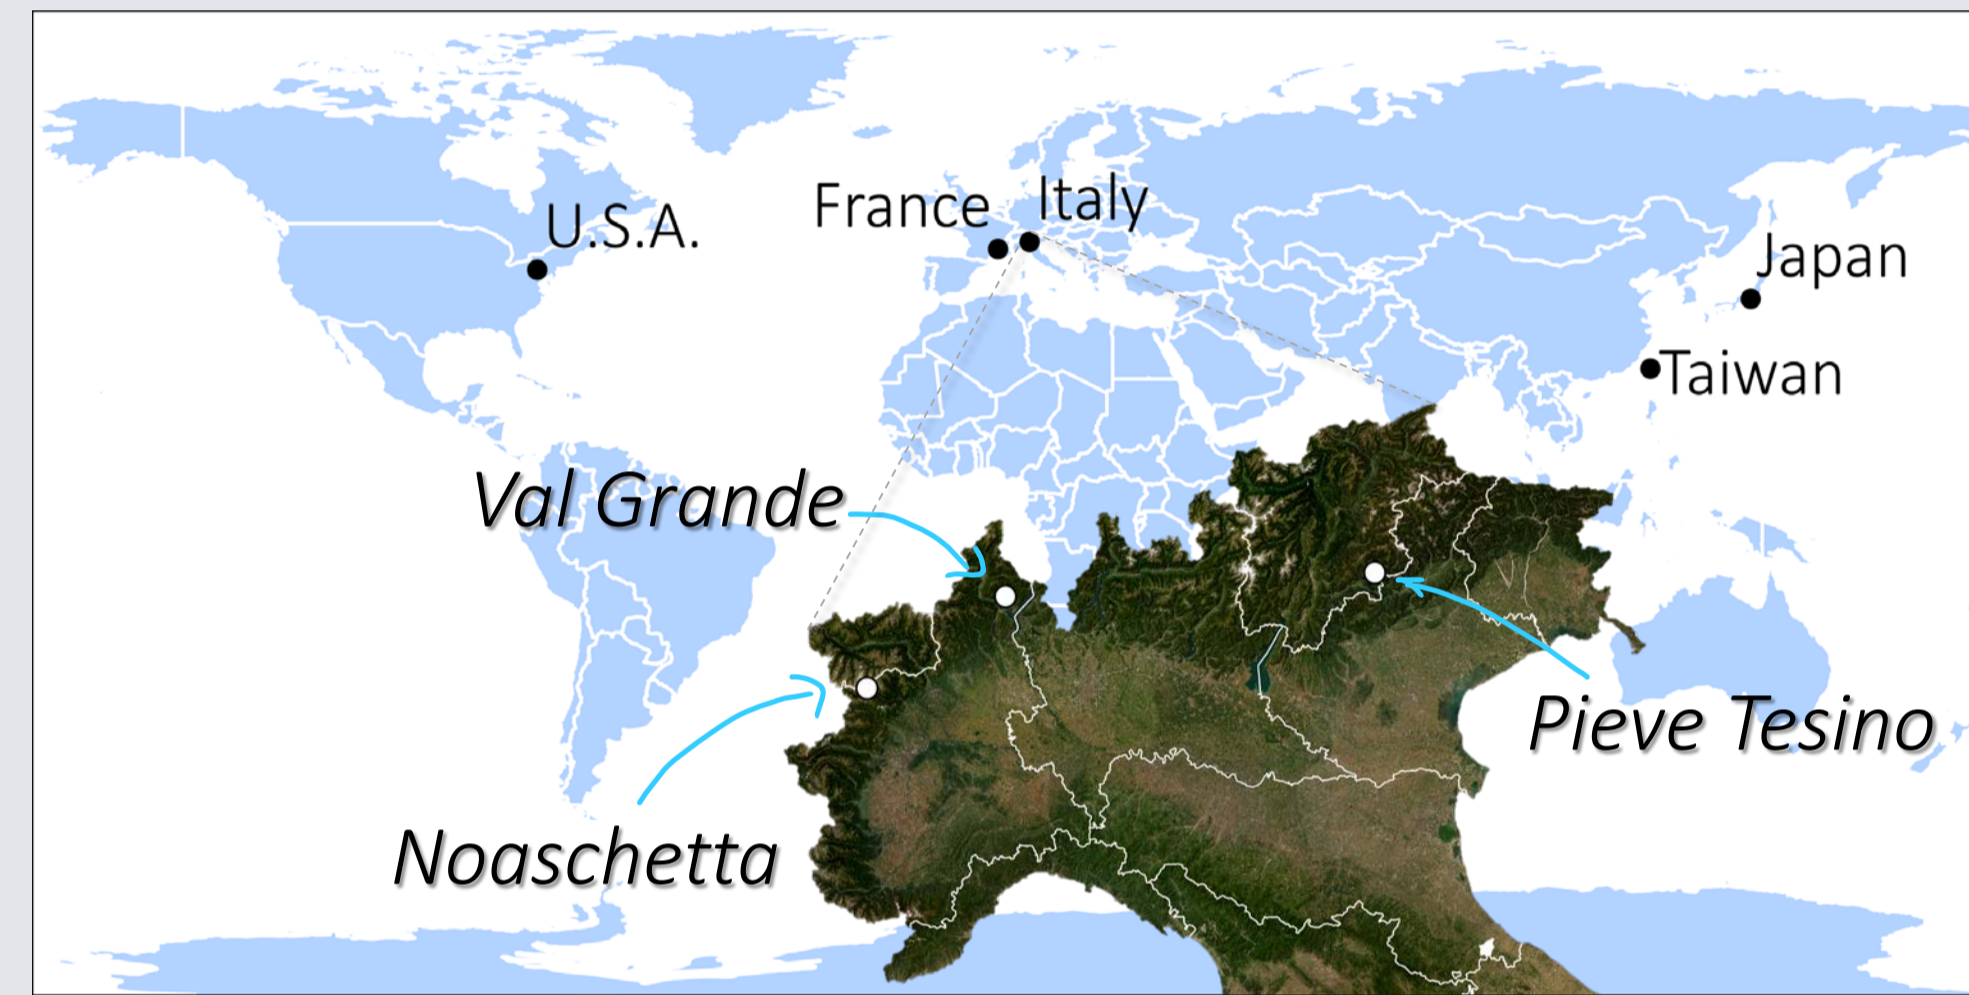 U.S.A.
France
Italy
Japan
Taiwan
Val Grande
Pieve Tesino
Noaschetta